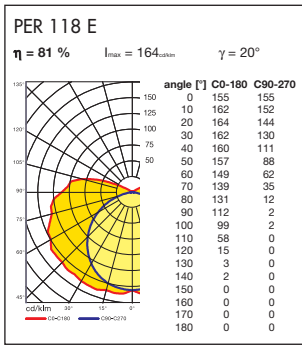 PER 118 E
η = 81 % Imax = 164cd/klm γ = 20°
angle [°] C0-180 C90-270
0 155 155
10 162 152
20 164 144
30 162 130
40 160 111
50 157 88
60 149 62
70 139 35
80 131 12
90 112 2
100 99 2
110 58 0
120 15 0
130 3 0
140 2 0
150 0 0
160 0 0
170 0 0
180 0 0
135°
120°
105°
90°
75°
60°
45°
150
125
100
75
50
cd/klm 30° 15° 0°
C0-C180 C90-C270